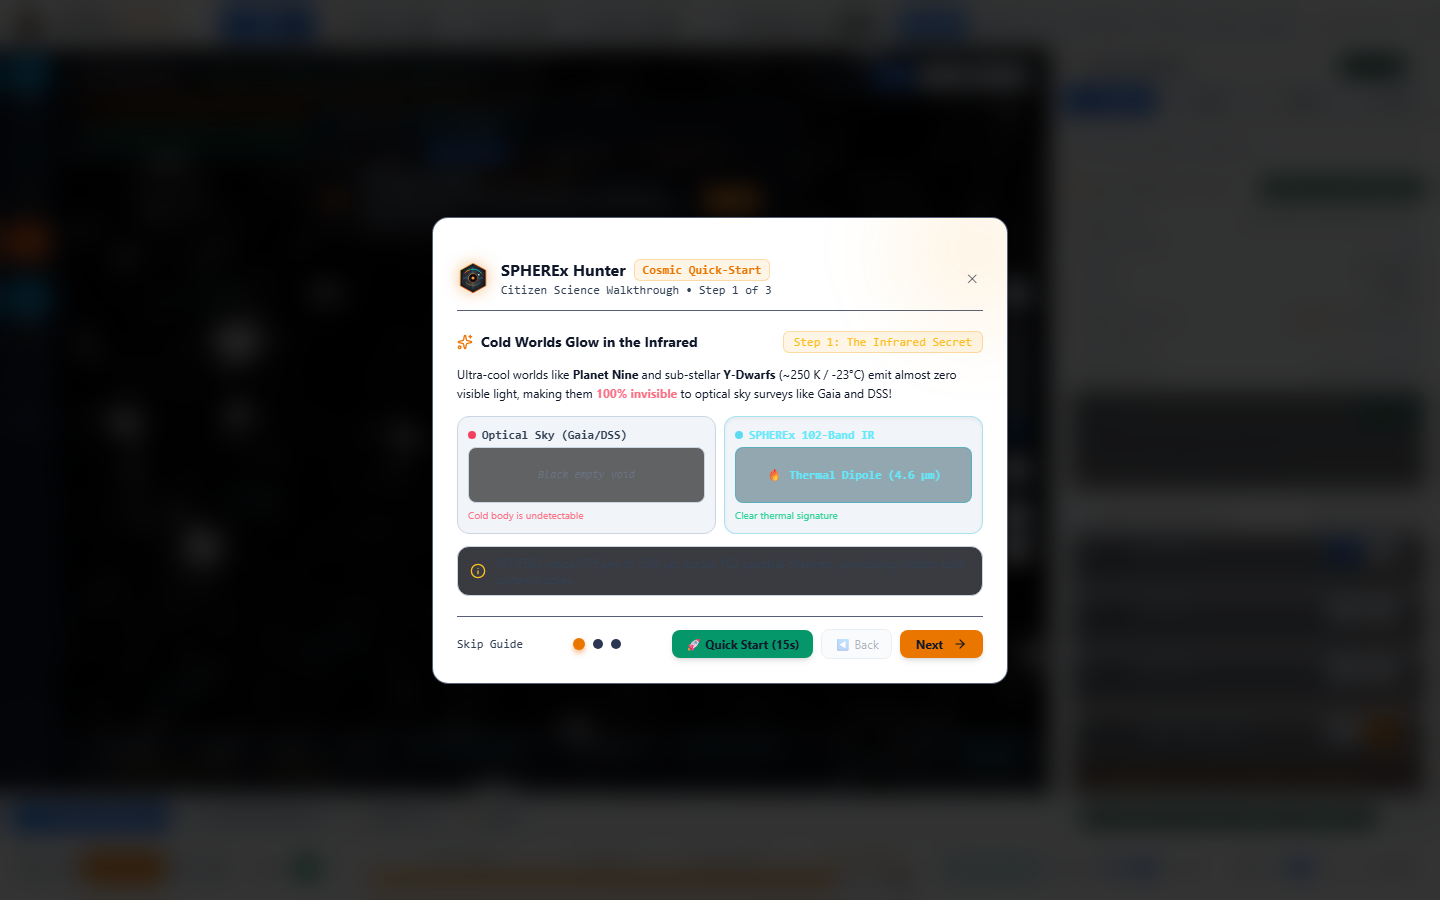 SPHEREx Hunter Cosmic Quick-Start
Citizen Science Walkthrough • Step 1 of 3
Cold Worlds Glow in the Infrared
Step 1: The Infrared Secret
Ultra-cool worlds like Planet Nine and sub-stellar Y-Dwarfs (~250 K / -23°C) emit almost zero
visible light, making them 100% invisible to optical sky surveys like Gaia and DSS!
Optical Sky (Gaia/DSS)
Black empty void
Cold body is undetectable
SPHEREx 102-Band IR
🔥 Thermal Dipole (4.6 μm)
Clear thermal signature
Skip Guide
🚀 Quick Start (15s)
◀ Back
Next →